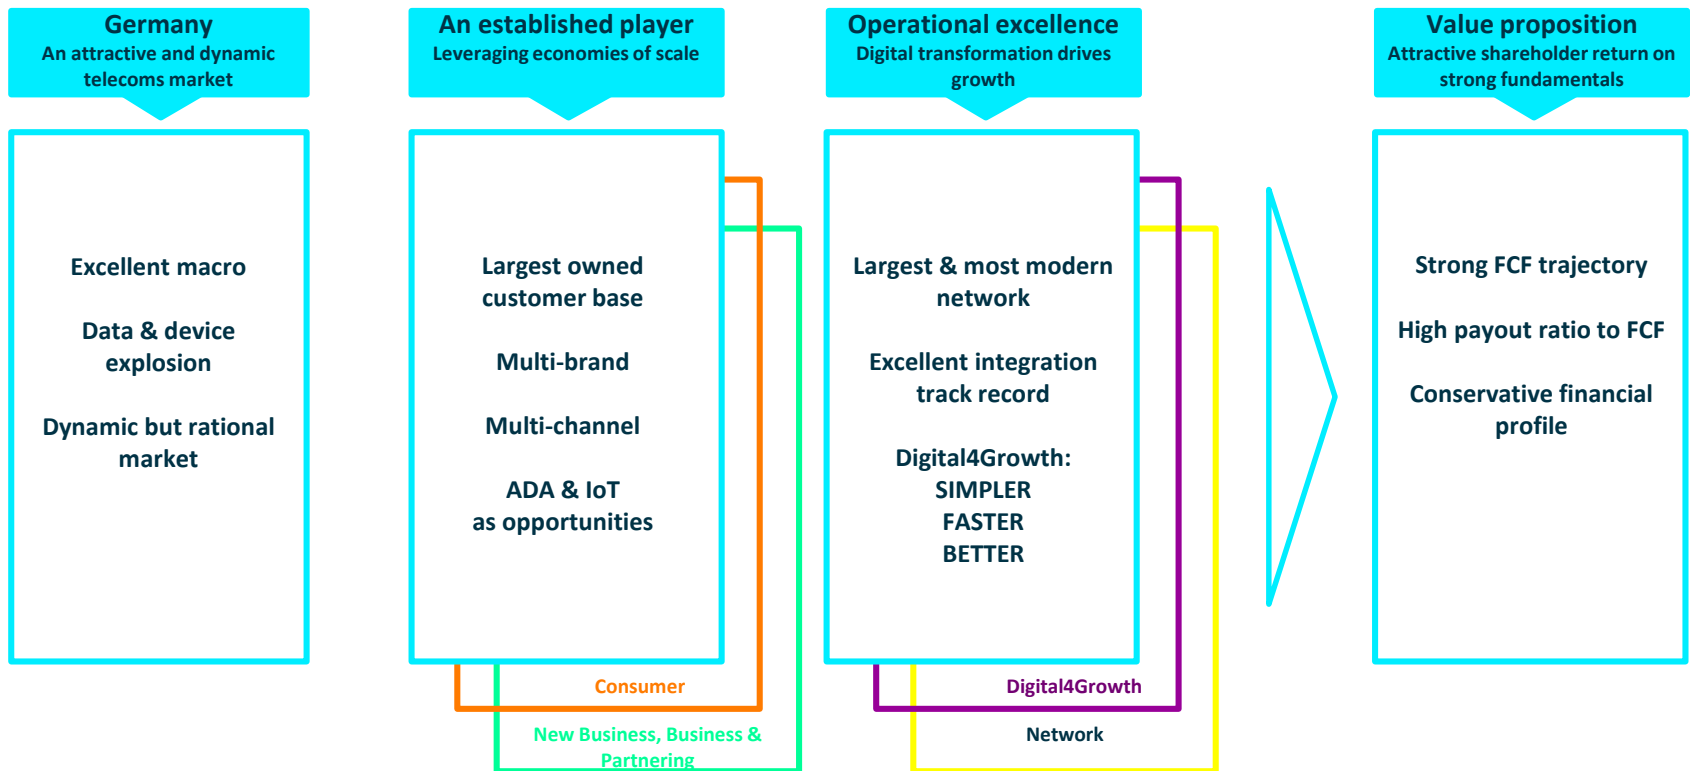 Germany
An attractive and dynamic
telecoms market
Excellent macro
Data & device
explosion
Dynamic but rational
market
An established player
Leveraging economies of scale
Largest owned
customer base
Multi-brand
Multi-channel
ADA & IoT
as opportunities
Consumer
New Business, Business &
Partnering
Operational excellence
Digital transformation drives
growth
Largest & most modern
network
Excellent integration
track record
Digital4Growth:
SIMPLER
FASTER
BETTER
Digital4Growth
Network
Value proposition
Attractive shareholder return on
strong fundamentals
Strong FCF trajectory
High payout ratio to FCF
Conservative financial
profile